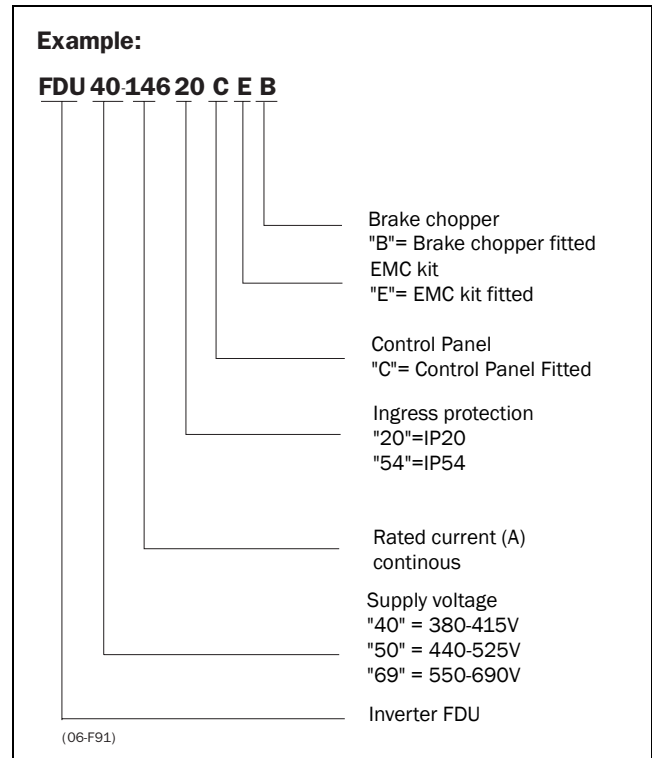 Example:
FDU 40-146 20 C E B
Brake chopper
"B"= Brake chopper fitted
EMC kit
"E"= EMC kit fitted
Control Panel
"C"= Control Panel Fitted
Ingress protection
"20"=IP20
"54"=IP54
Rated current (A)
continous
Supply voltage
"40" = 380-415V
"50" = 440-525V
"69" = 550-690V
Inverter FDU
(06-F91)